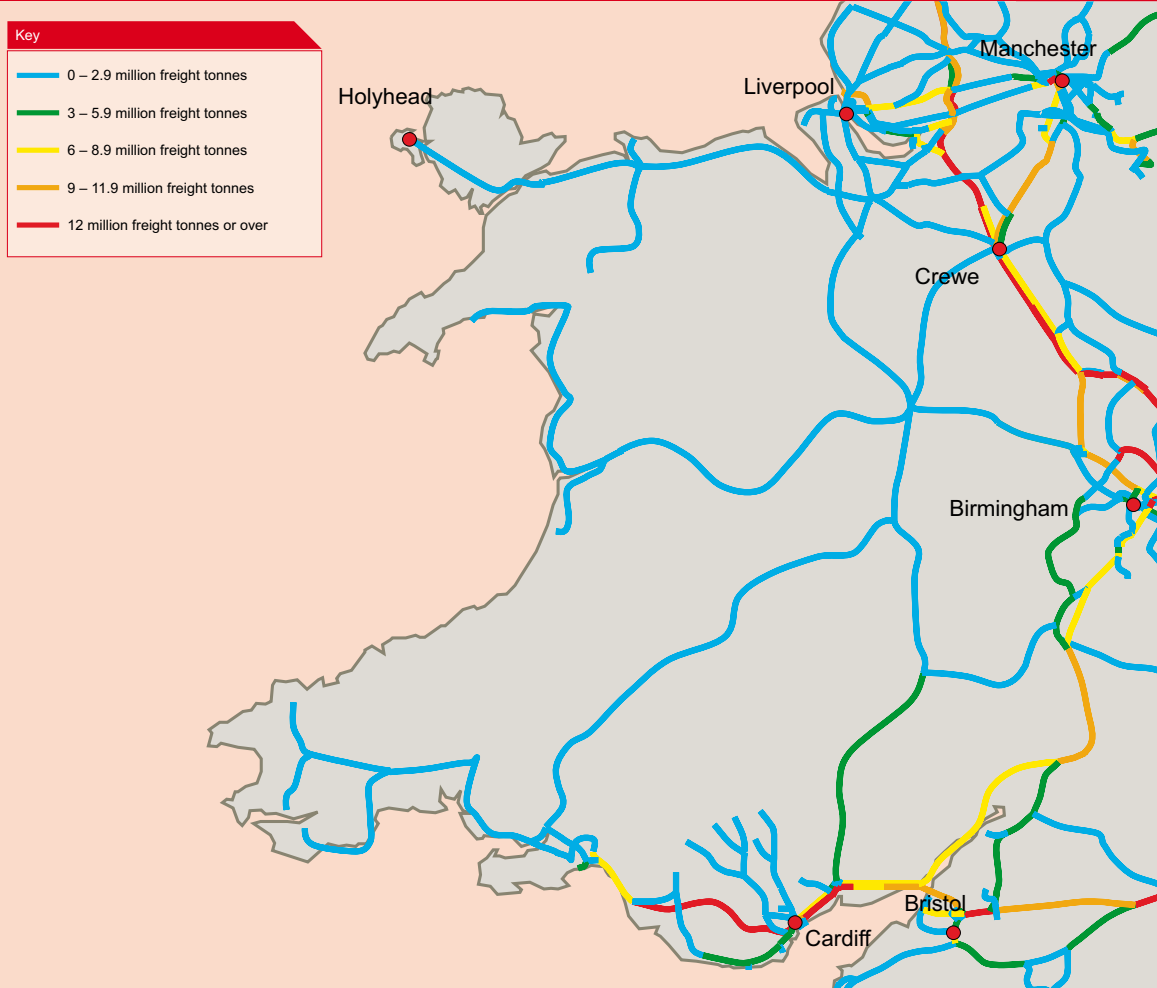 Key
0 – 2.9 million freight tonnes
3 – 5.9 million freight tonnes
6 – 8.9 million freight tonnes
9 – 11.9 million freight tonnes
12 million freight tonnes or over
Manchester
Liverpool
Holyhead
Crewe
Birmingham
Bristol
Cardiff